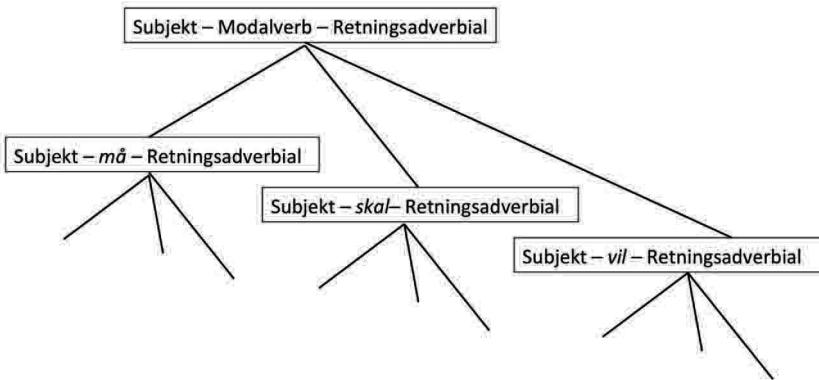 Subjekt – Modalverb – Retningsadverbial
Subjekt – må – Retningsadverbial
Subjekt – skal– Retningsadverbial
Subjekt – vil – Retningsadverbial